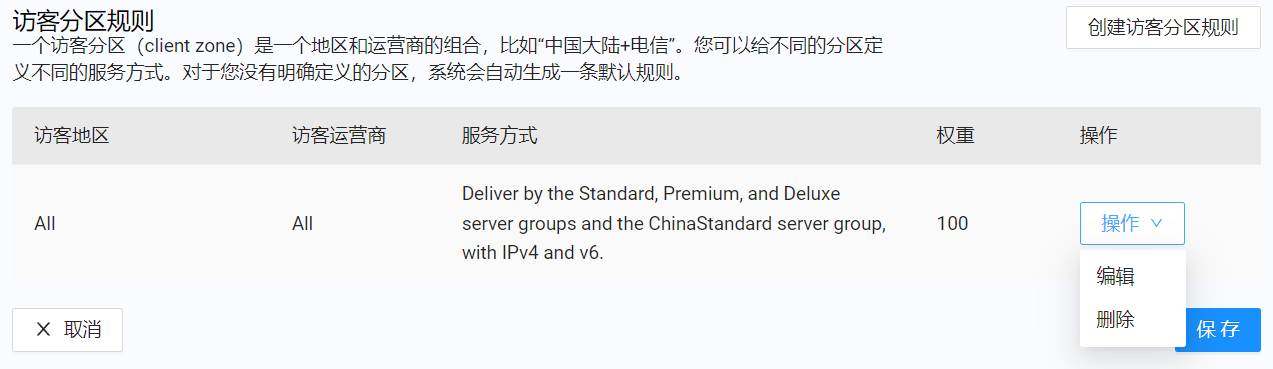 访客分区规则
创建访客分区规则
一个访客分区（client zone）是一个地区和运营商的组合，比如“中国大陆+电信”。您可以给不同的分区定
义不同的服务方式。对于您没有明确定义的分区，系统会自动生成一条默认规则。
访客地区 访客运营商 服务方式 权重 操作
Deliver by the Standard, Premium, and Deluxe
All All server groups and the ChinaStandard server group, 100 操作
with IPv4 and v6.
编辑
删除
取消 保存